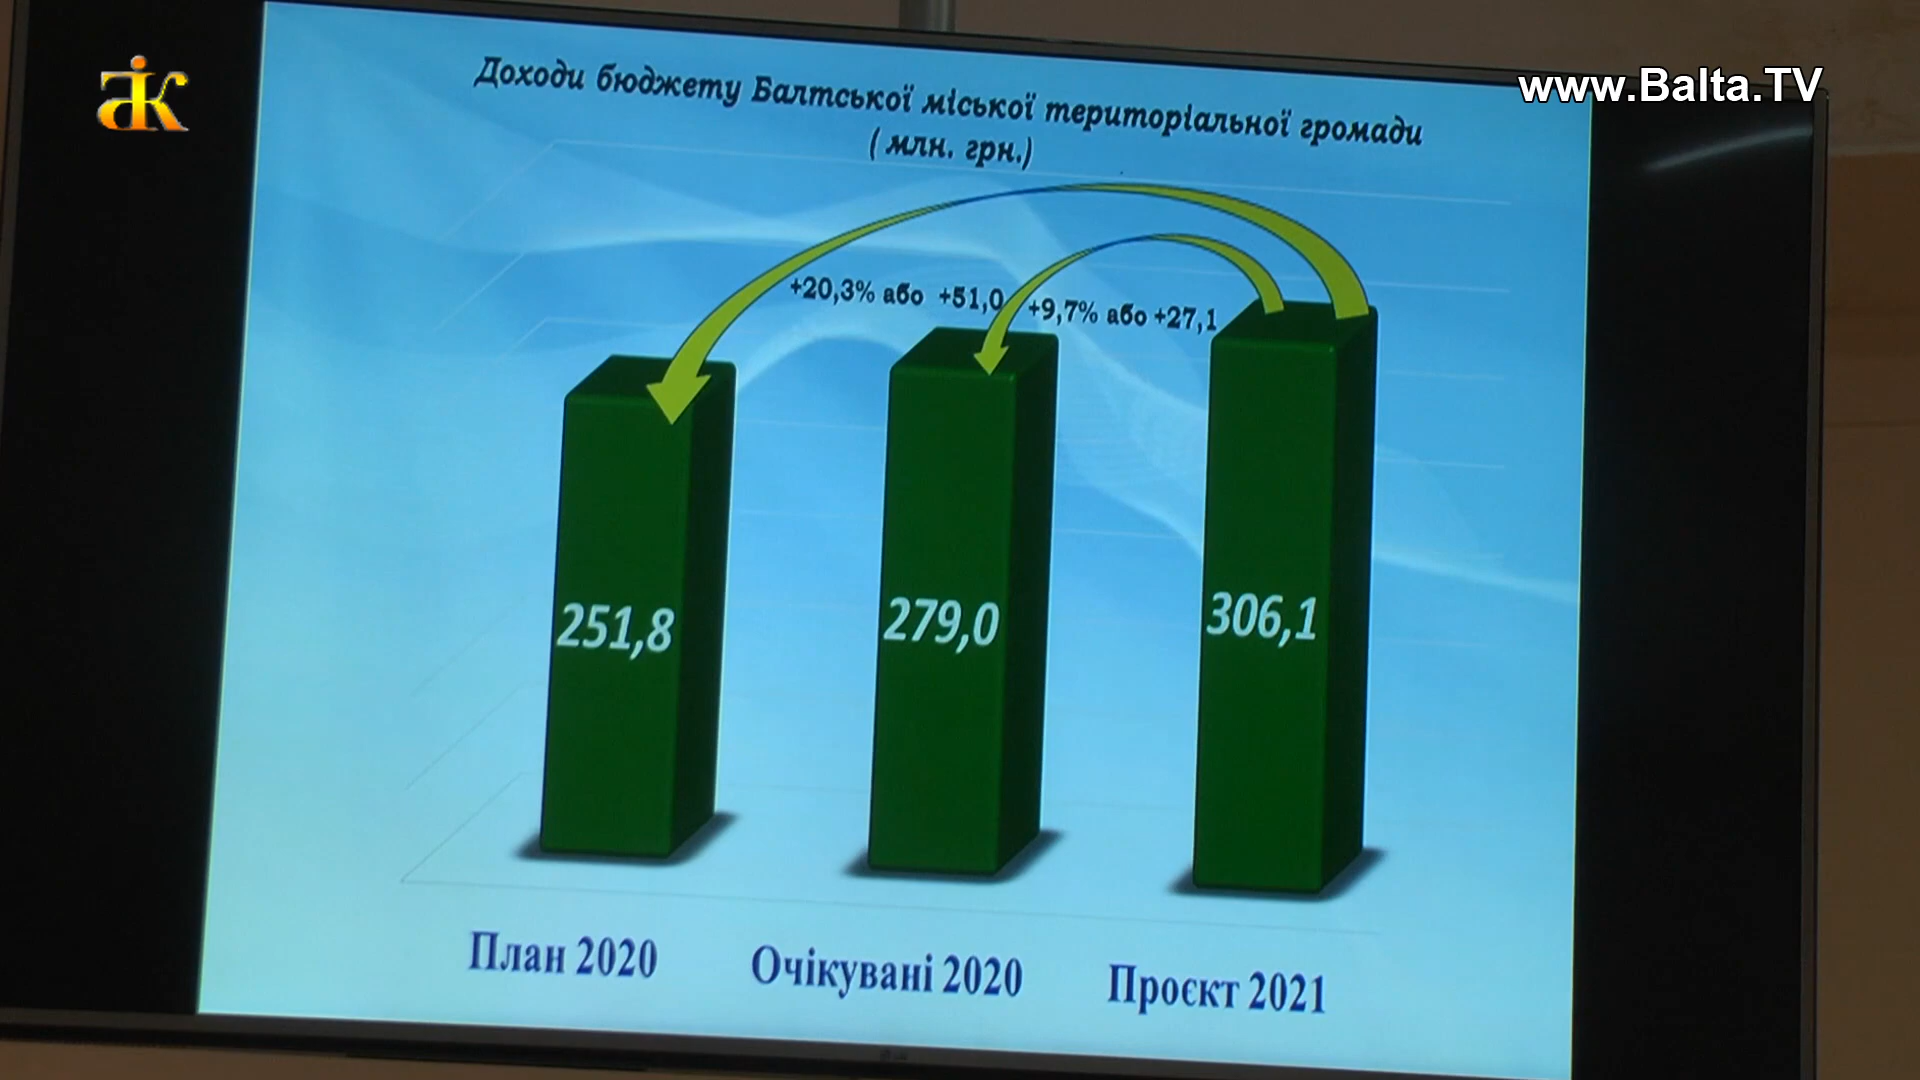 www.Balta.TV
Доходи бюджету Балтської міської територіальної громади
( млн. грн.)
+20,3% або +51,0
+9,7% або +27,1
251,8
279,0
306,1
План 2020
Очікувані 2020
Проєкт 2021